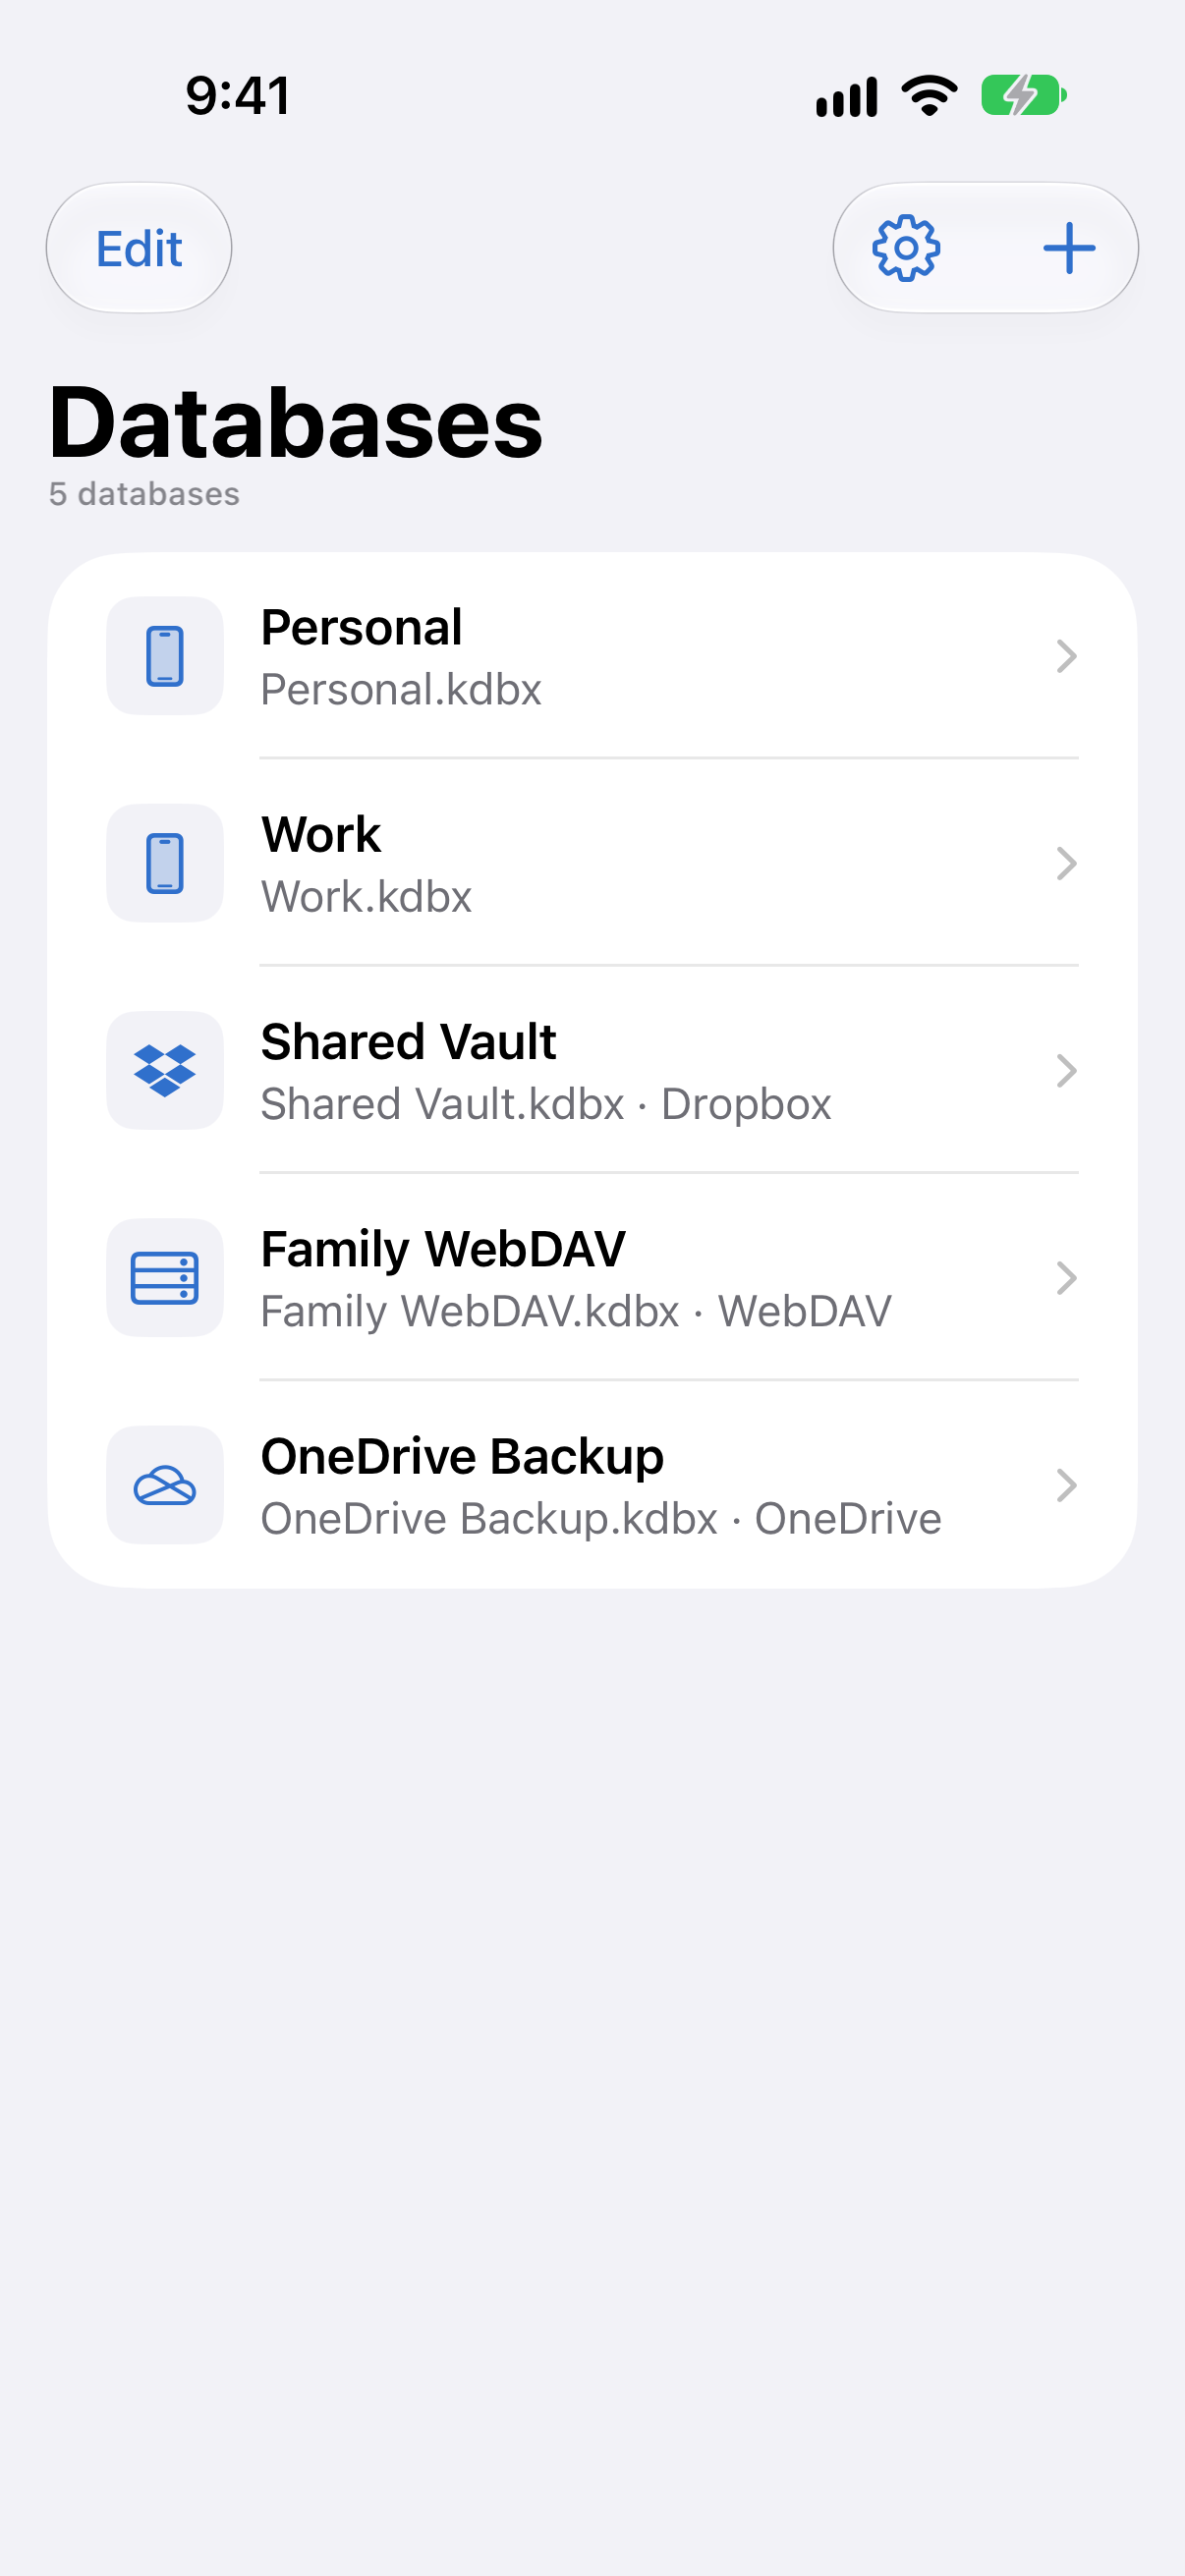 9:41
Edit
Databases
5 databases
Personal
Personal.kdbx
Work
Work.kdbx
Shared Vault
Shared Vault.kdbx · Dropbox
Family WebDAV
Family WebDAV.kdbx · WebDAV
OneDrive Backup
OneDrive Backup.kdbx · OneDrive